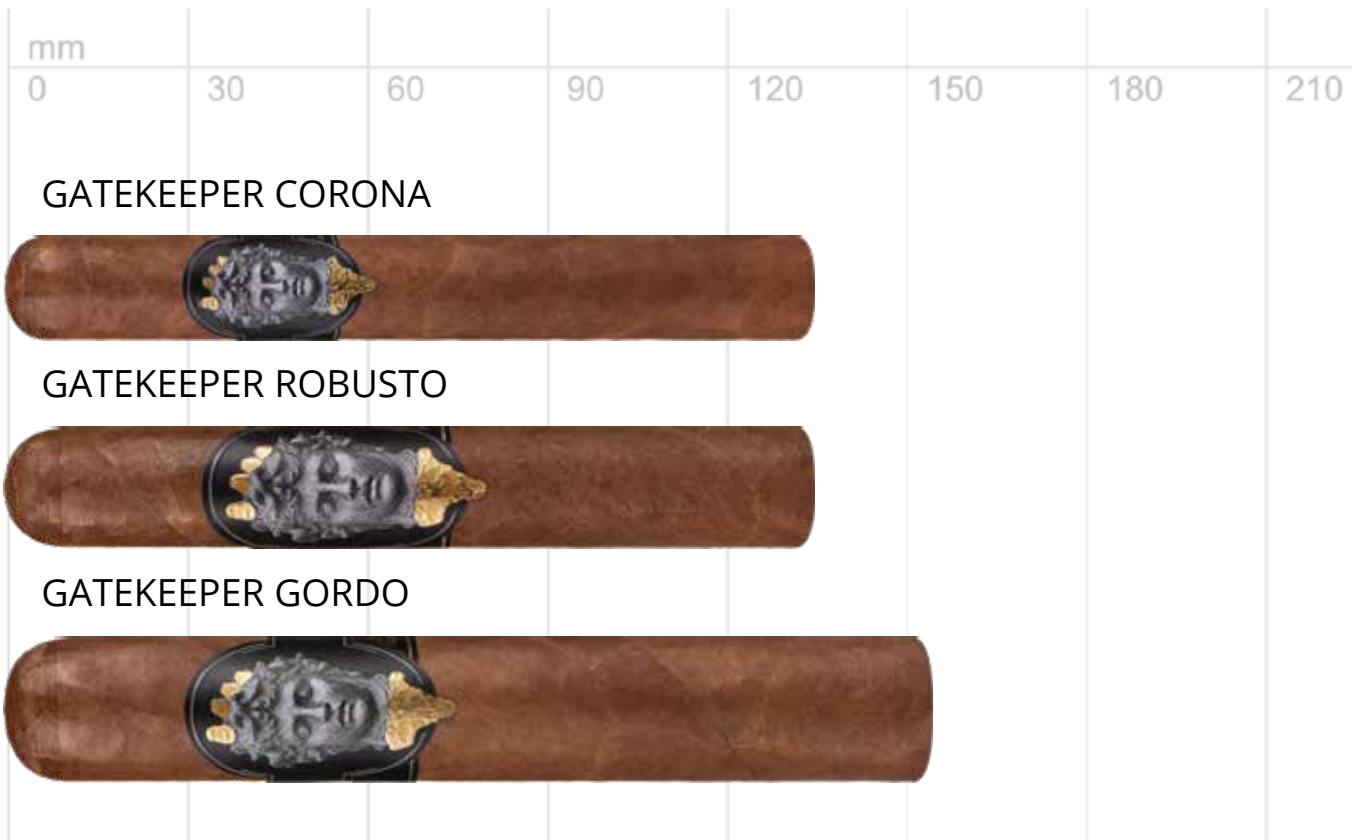 mm
0 30 60 90 120 150 180 210
GATEKEEPER CORONA
GATEKEEPER ROBUSTO
GATEKEEPER GORDO